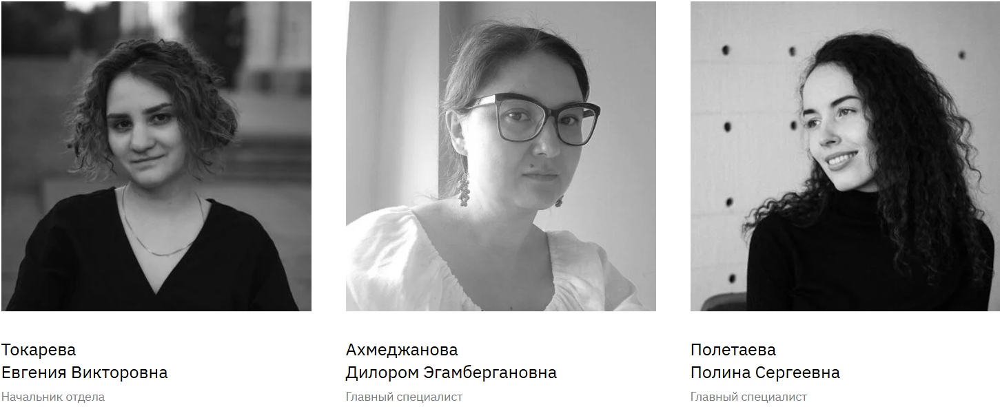 Токарева
Евгения Викторовна
Начальник отдела
Ахмеджанова
Дилором Эгамбергановна
Главный специалист
Полетаева
Полина Сергеевна
Главный специалист